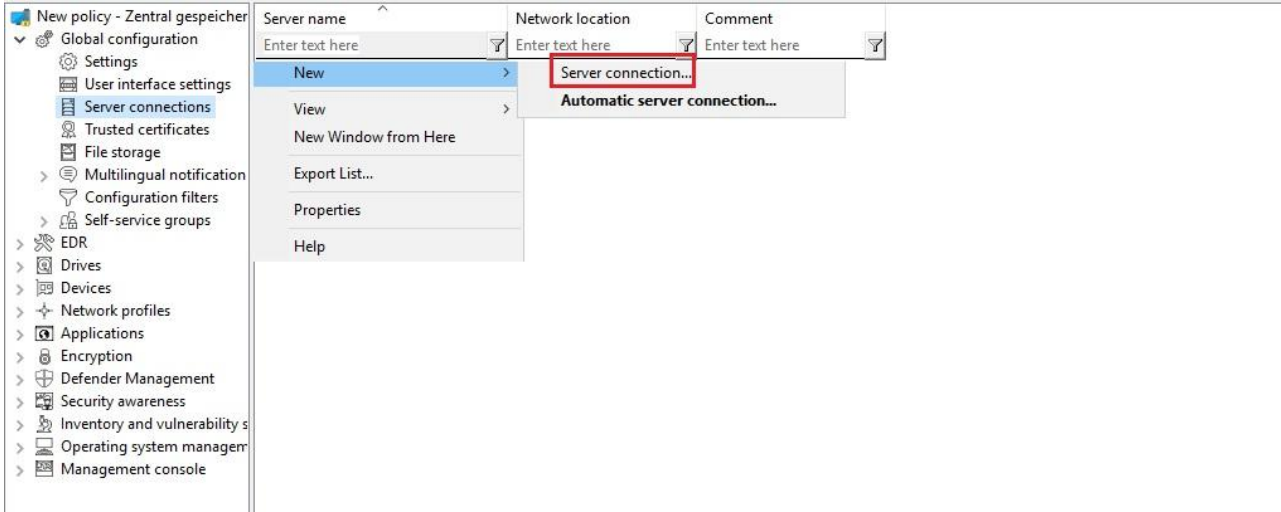 New policy - Zentral gespeicher
Global configuration
Settings
User interface settings
Server connections
Trusted certificates
File storage
Multilingual notification
Configuration filters
Self-service groups
EDR
Drives
Devices
Network profiles
Applications
Encryption
Defender Management
Security awareness
Inventory and vulnerability s
Operating system managem
Management console
Server name Network location Comment
Enter text here Enter text here Enter text here
New
View
New Window from Here
Export List...
Properties
Help
Server connection...
Automatic server connection...